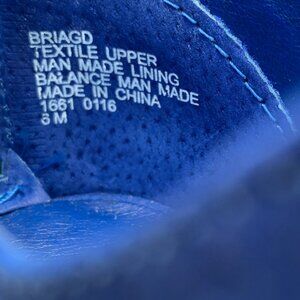 BRIAGD
TEXTILE UPPER
MAN MADE LINING
BALANCE MAN MADE
MADE IN CHINA
1661 0116
6 M